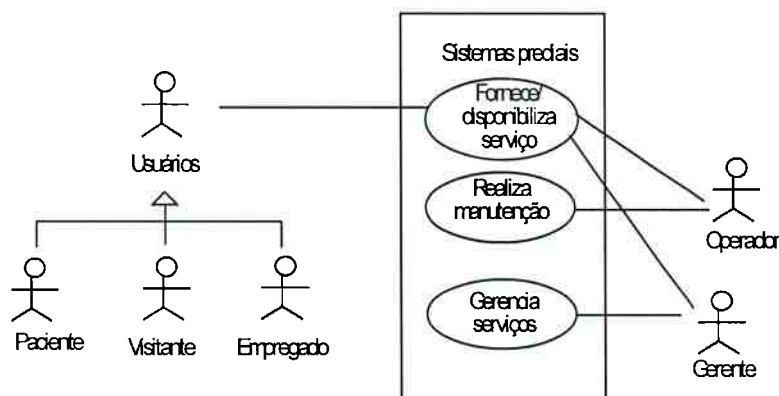 Sistemas prediais
Fornece/
disponibiliza
serviço
Usuários
Realiza
manutenção
Operador
Gerencia
serviços
Paciente
Visitante
Empregado
Gerente